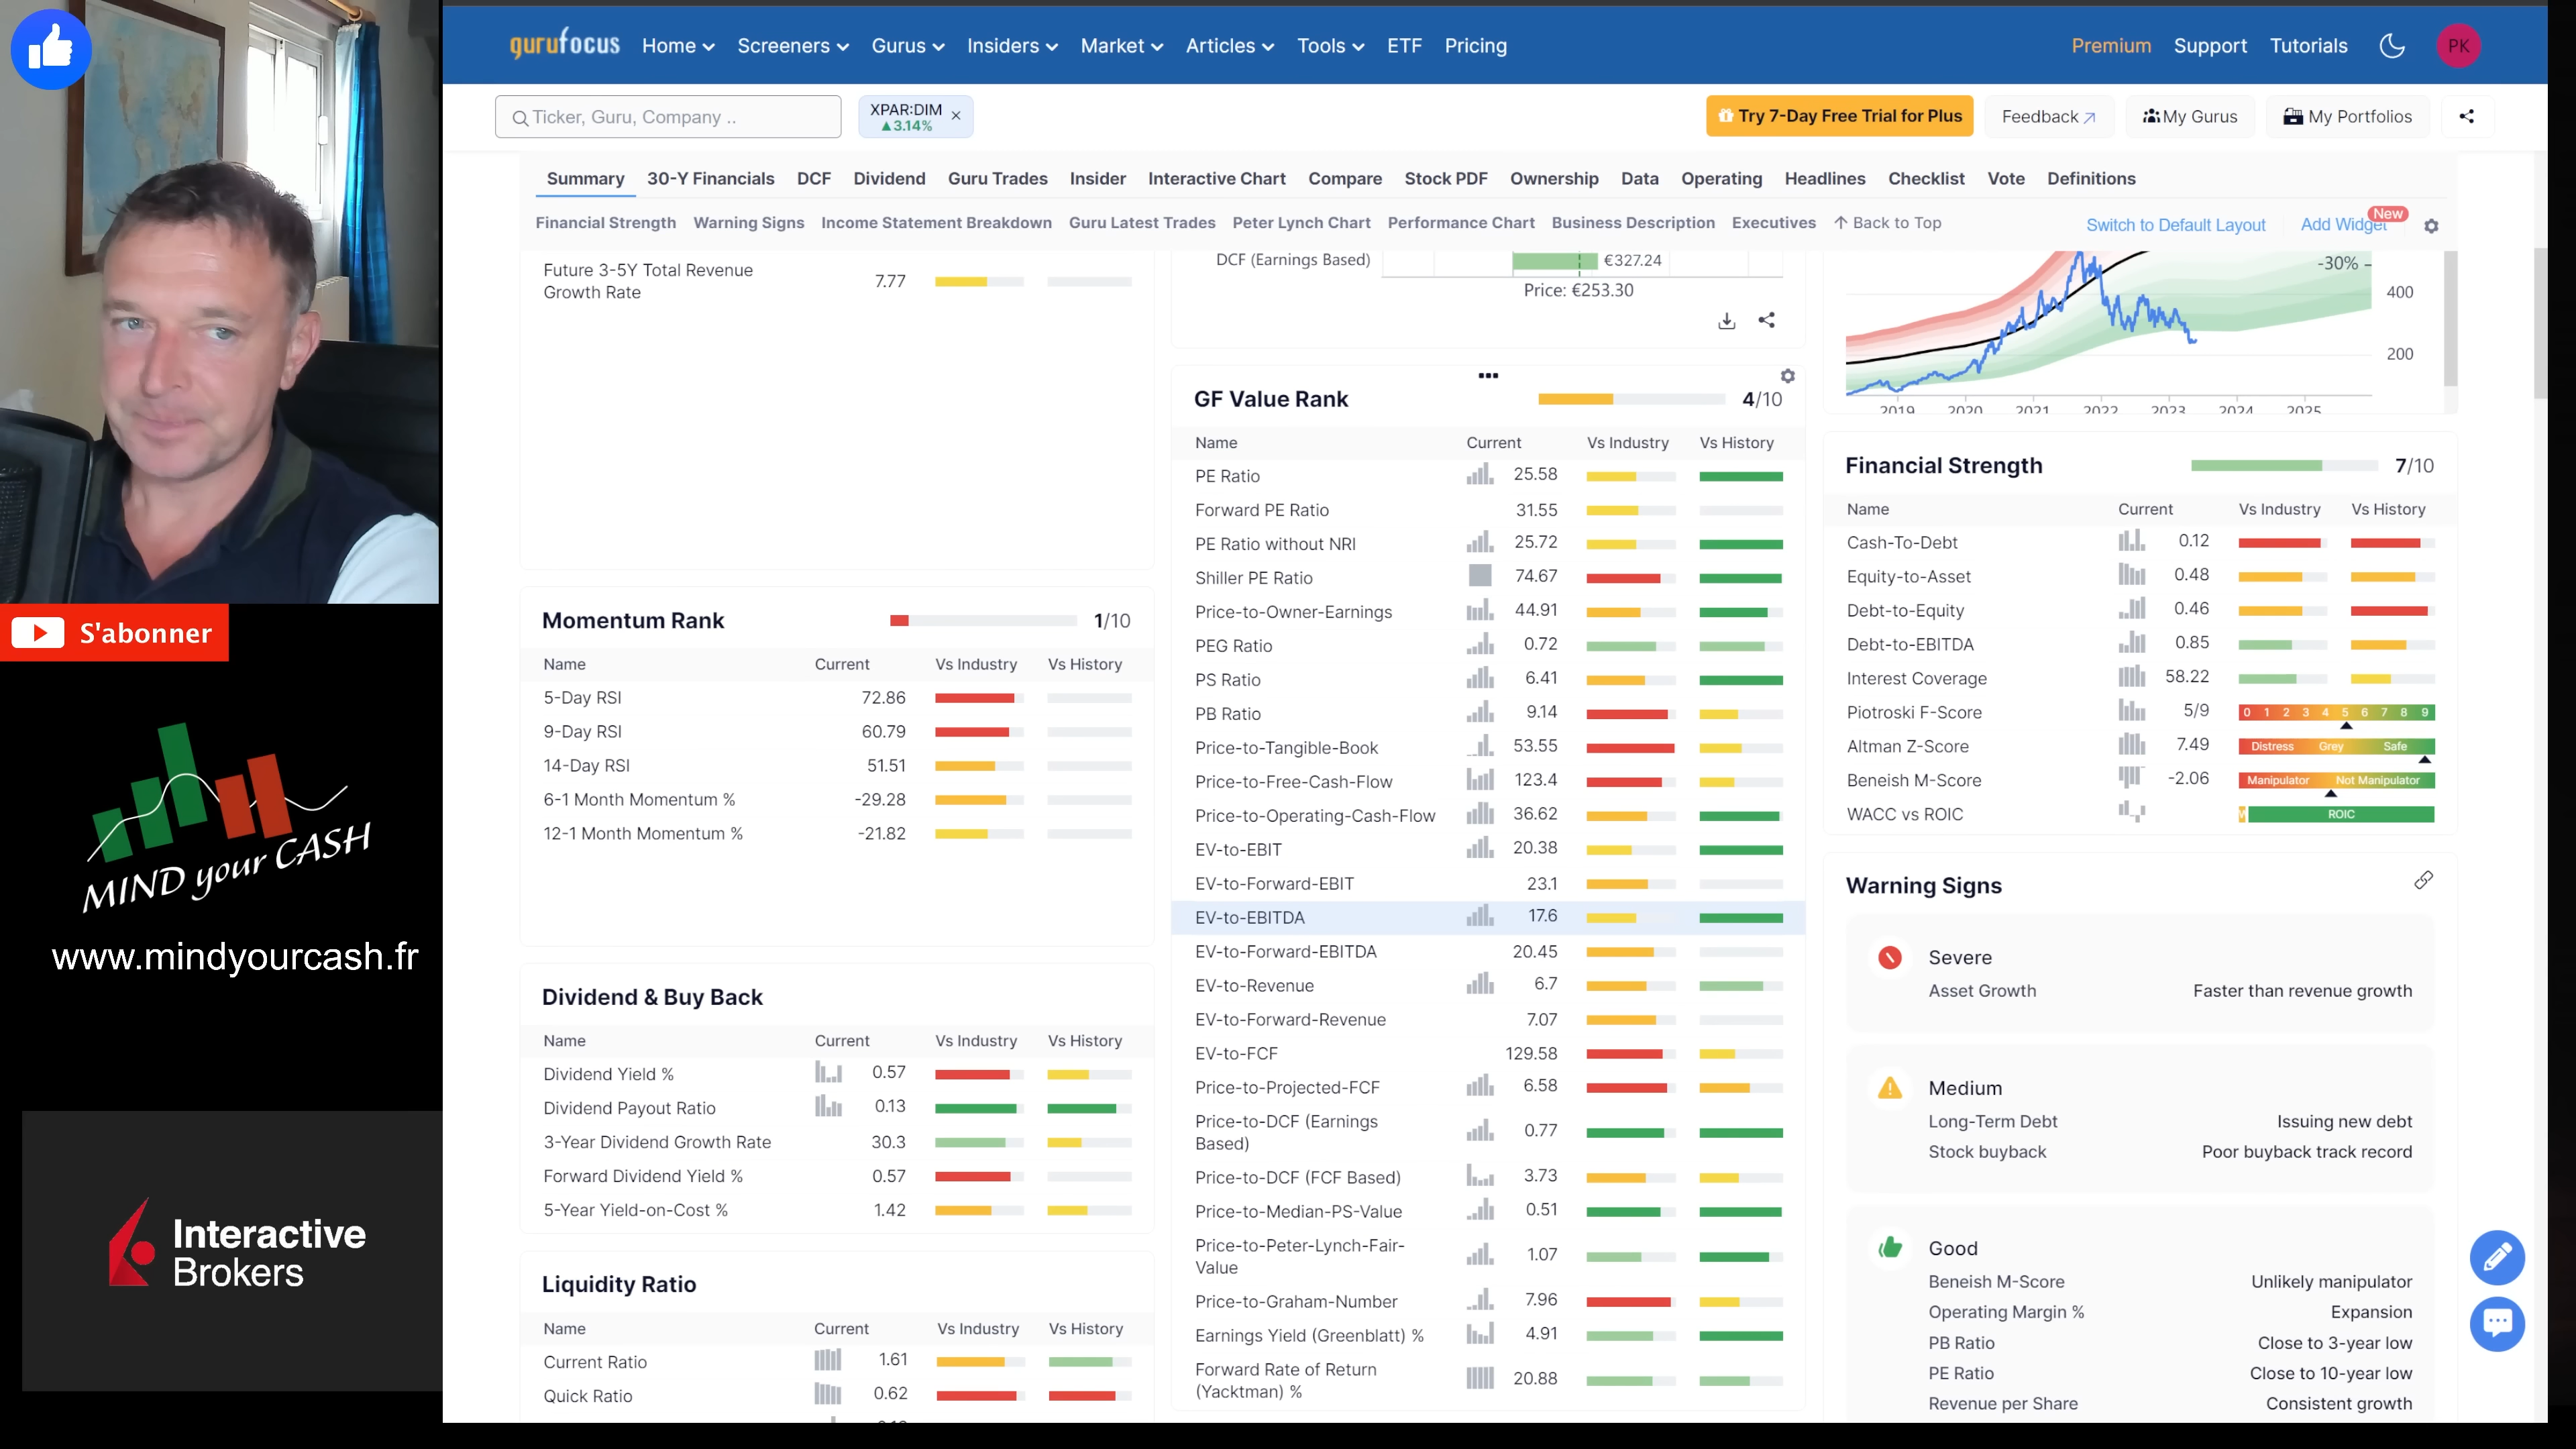 gurufocus Home Screeners Gurus Insiders Market Articles Tools ETF Pricing Premium Support Tutorials PK
Ticker, Guru, Company .. XPAR:DIM × Try 7-Day Free Trial for Plus Feedback My Gurus My Portfolios
▲3.14%
Summary 30-Y Financials DCF Dividend Guru Trades Insider Interactive Chart Compare Stock PDF Ownership Data Operating Headlines Checklist Vote Definitions
Financial Strength Warning Signs Income Statement Breakdown Guru Latest Trades Peter Lynch Chart Performance Chart Business Description Executives ↑ Back to Top Switch to Default Layout Add Widget New
Future 3-5Y Total Revenue
Growth Rate 7.77
Momentum Rank 1/10
Name Current Vs Industry Vs History
5-Day RSI 72.86
9-Day RSI 60.79
14-Day RSI 51.51
6-1 Month Momentum % -29.28
12-1 Month Momentum % -21.82
Dividend & Buy Back
Name Current Vs Industry Vs History
Dividend Yield % 0.57
Dividend Payout Ratio 0.13
3-Year Dividend Growth Rate 30.3
Forward Dividend Yield % 0.57
5-Year Yield-on-Cost % 1.42
Liquidity Ratio
Name Current Vs Industry Vs History
Current Ratio 1.61
Quick Ratio 0.62
DCF (Earnings Based) €327.24
Price: €253.30
GF Value Rank 4/10
Name Current Vs Industry Vs History
PE Ratio 25.58
Forward PE Ratio 31.55
PE Ratio without NRI 25.72
Shiller PE Ratio 74.67
Price-to-Owner-Earnings 44.91
PEG Ratio 0.72
PS Ratio 6.41
PB Ratio 9.14
Price-to-Tangible-Book 53.55
Price-to-Free-Cash-Flow 123.4
Price-to-Operating-Cash-Flow 36.62
EV-to-EBIT 20.38
EV-to-Forward-EBIT 23.1
EV-to-EBITDA 17.6
EV-to-Forward-EBITDA 20.45
EV-to-Revenue 6.7
EV-to-Forward-Revenue 7.07
EV-to-FCF 129.58
Price-to-Projected-FCF 6.58
Price-to-DCF (Earnings
Based) 0.77
Price-to-DCF (FCF Based) 3.73
Price-to-Median-PS-Value 0.51
Price-to-Peter-Lynch-Fair-
Value 1.07
Price-to-Graham-Number 7.96
Earnings Yield (Greenblatt) % 4.91
Forward Rate of Return
(Yacktman) % 20.88
-30%
400
200
2019 2020 2021 2022 2023 2024 2025
Financial Strength 7/10
Name Current Vs Industry Vs History
Cash-To-Debt 0.12
Equity-to-Asset 0.48
Debt-to-Equity 0.46
Debt-to-EBITDA 0.85
Interest Coverage 58.22
Piotroski F-Score 5/9 0 1 2 3 4 5 6 7 8 9
Altman Z-Score 7.49 Distress Grey Safe
Beneish M-Score -2.06 Manipulator Not Manipulator
WACC vs ROIC ROIC
Warning Signs
Severe
Asset Growth Faster than revenue growth
Medium
Long-Term Debt Issuing new debt
Stock buyback Poor buyback track record
Good
Beneish M-Score Unlikely manipulator
Operating Margin % Expansion
PB Ratio Close to 3-year low
PE Ratio Close to 10-year low
Revenue per Share Consistent growth
S'abonner
MIND your CASH
www.mindyourcash.fr
Interactive
Brokers